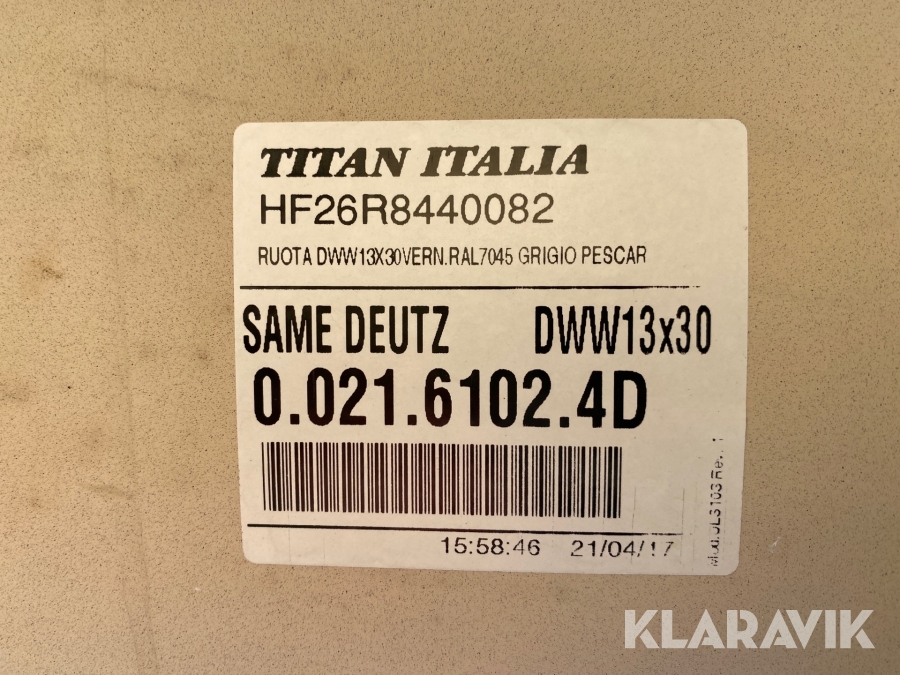 TITAN ITALIA
HF26R8440082
RUOTA DWW13X30VERN.RAL7045 GRIGIO PESCAR
SAME DEUTZ DWW13x30
0.021.6102.4D
15:58:46 21/04/17
KLARAVIK